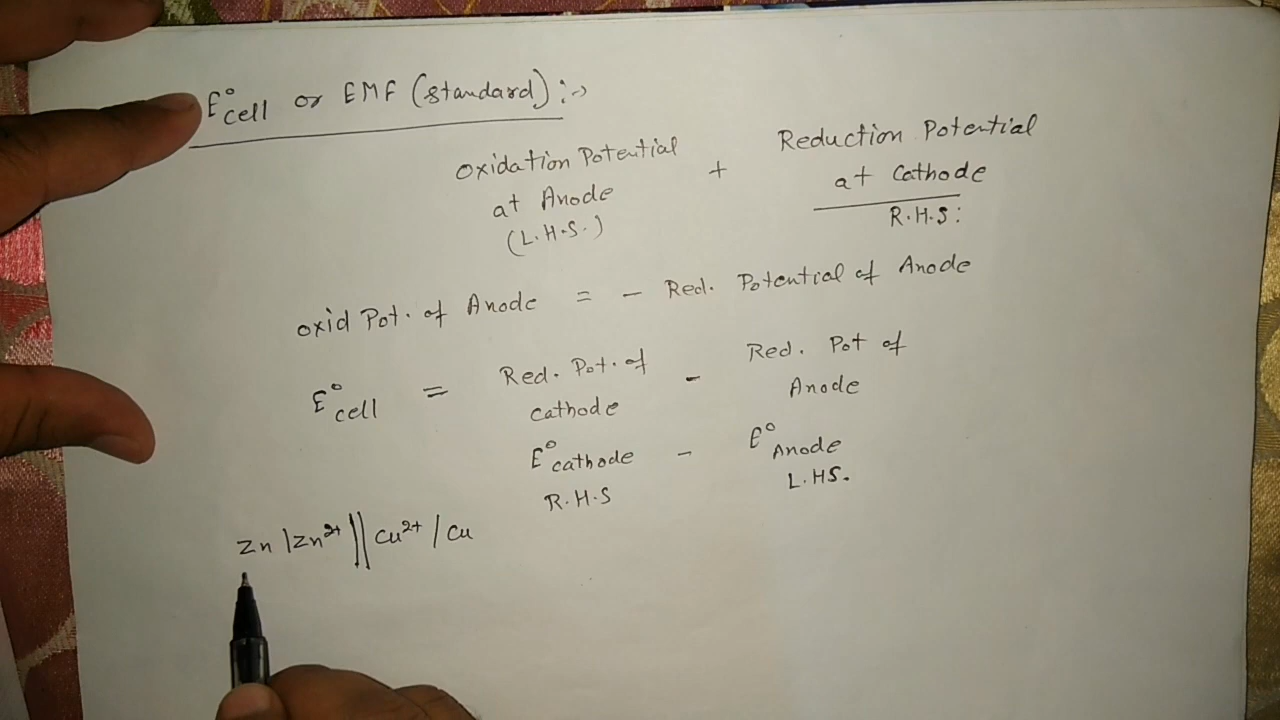 E°cell or EMF (standard) :→
Oxidation Potential at Anode (L.H.S.) + Reduction Potential at Cathode R.H.S:
oxid Pot. of Anode = - Red. Potential of Anode
E°cell = Red. Pot. of cathode - Red. Pot of Anode
E°cathode R.H.S - E°Anode L.HS.
Zn |Zn²⁺ || Cu²⁺ / Cu